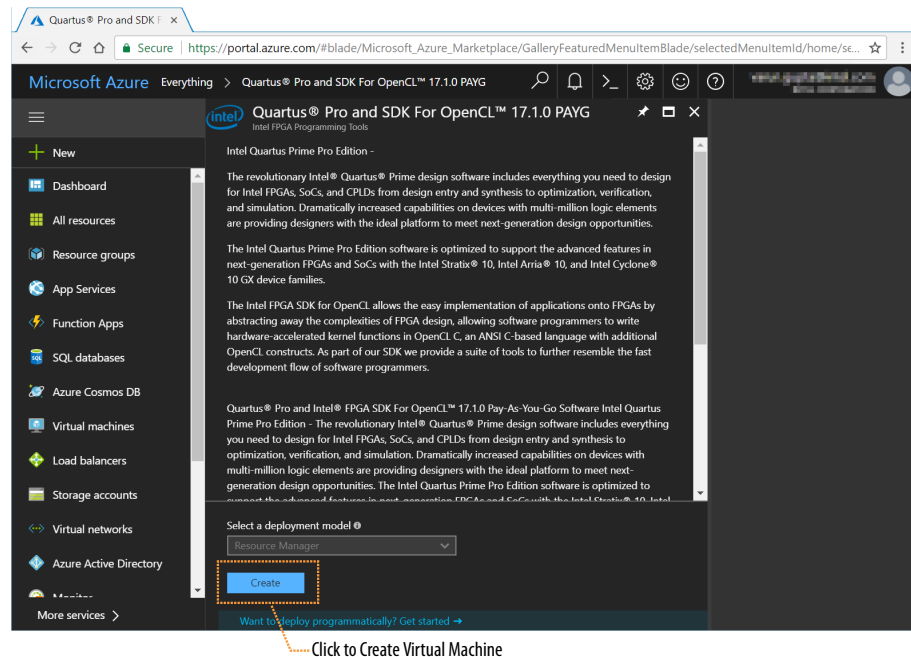 Quartus® Pro and SDK F
Secure | https://portal.azure.com/#blade/Microsoft_Azure_Marketplace/GalleryFeaturedMenuItemBlade/selectedMenuItemId/home/se...
Microsoft Azure Everything > Quartus® Pro and SDK For OpenCL™ 17.1.0 PAYG
New
Dashboard
All resources
Resource groups
App Services
Function Apps
SQL databases
Azure Cosmos DB
Virtual machines
Load balancers
Storage accounts
Virtual networks
Azure Active Directory
Monitor
More services >
intel
Quartus® Pro and SDK For OpenCL™ 17.1.0 PAYG
Intel FPGA Programming Tools
Intel Quartus Prime Pro Edition -
The revolutionary Intel® Quartus® Prime design software includes everything you need to design
for Intel FPGAs, SoCs, and CPLDs from design entry and synthesis to optimization, verification,
and simulation. Dramatically increased capabilities on devices with multi-million logic elements
are providing designers with the ideal platform to meet next-generation design opportunities.
The Intel Quartus Prime Pro Edition software is optimized to support the advanced features in
next-generation FPGAs and SoCs with the Intel Stratix® 10, Intel Arria® 10, and Intel Cyclone®
10 GX device families.
The Intel FPGA SDK for OpenCL allows the easy implementation of applications onto FPGAs by
abstracting away the complexities of FPGA design, allowing software programmers to write
hardware-accelerated kernel functions in OpenCL C, an ANSI C-based language with additional
OpenCL constructs. As part of our SDK we provide a suite of tools to further resemble the fast
development flow of software programmers.
Quartus® Pro and Intel® FPGA SDK For OpenCL™ 17.1.0 Pay-As-You-Go Software Intel Quartus
Prime Pro Edition - The revolutionary Intel® Quartus® Prime design software includes everything
you need to design for Intel FPGAs, SoCs, and CPLDs from design entry and synthesis to
optimization, verification, and simulation. Dramatically increased capabilities on devices with
multi-million logic elements are providing designers with the ideal platform to meet next-
generation design opportunities. The Intel Quartus Prime Pro Edition software is optimized to
support the advanced features in next-generation FPGAs and SoCs with the Intel Stratix® 10, Intel
Select a deployment model
Resource Manager
Create
Want to deploy programmatically? Get started →
Click to Create Virtual Machine